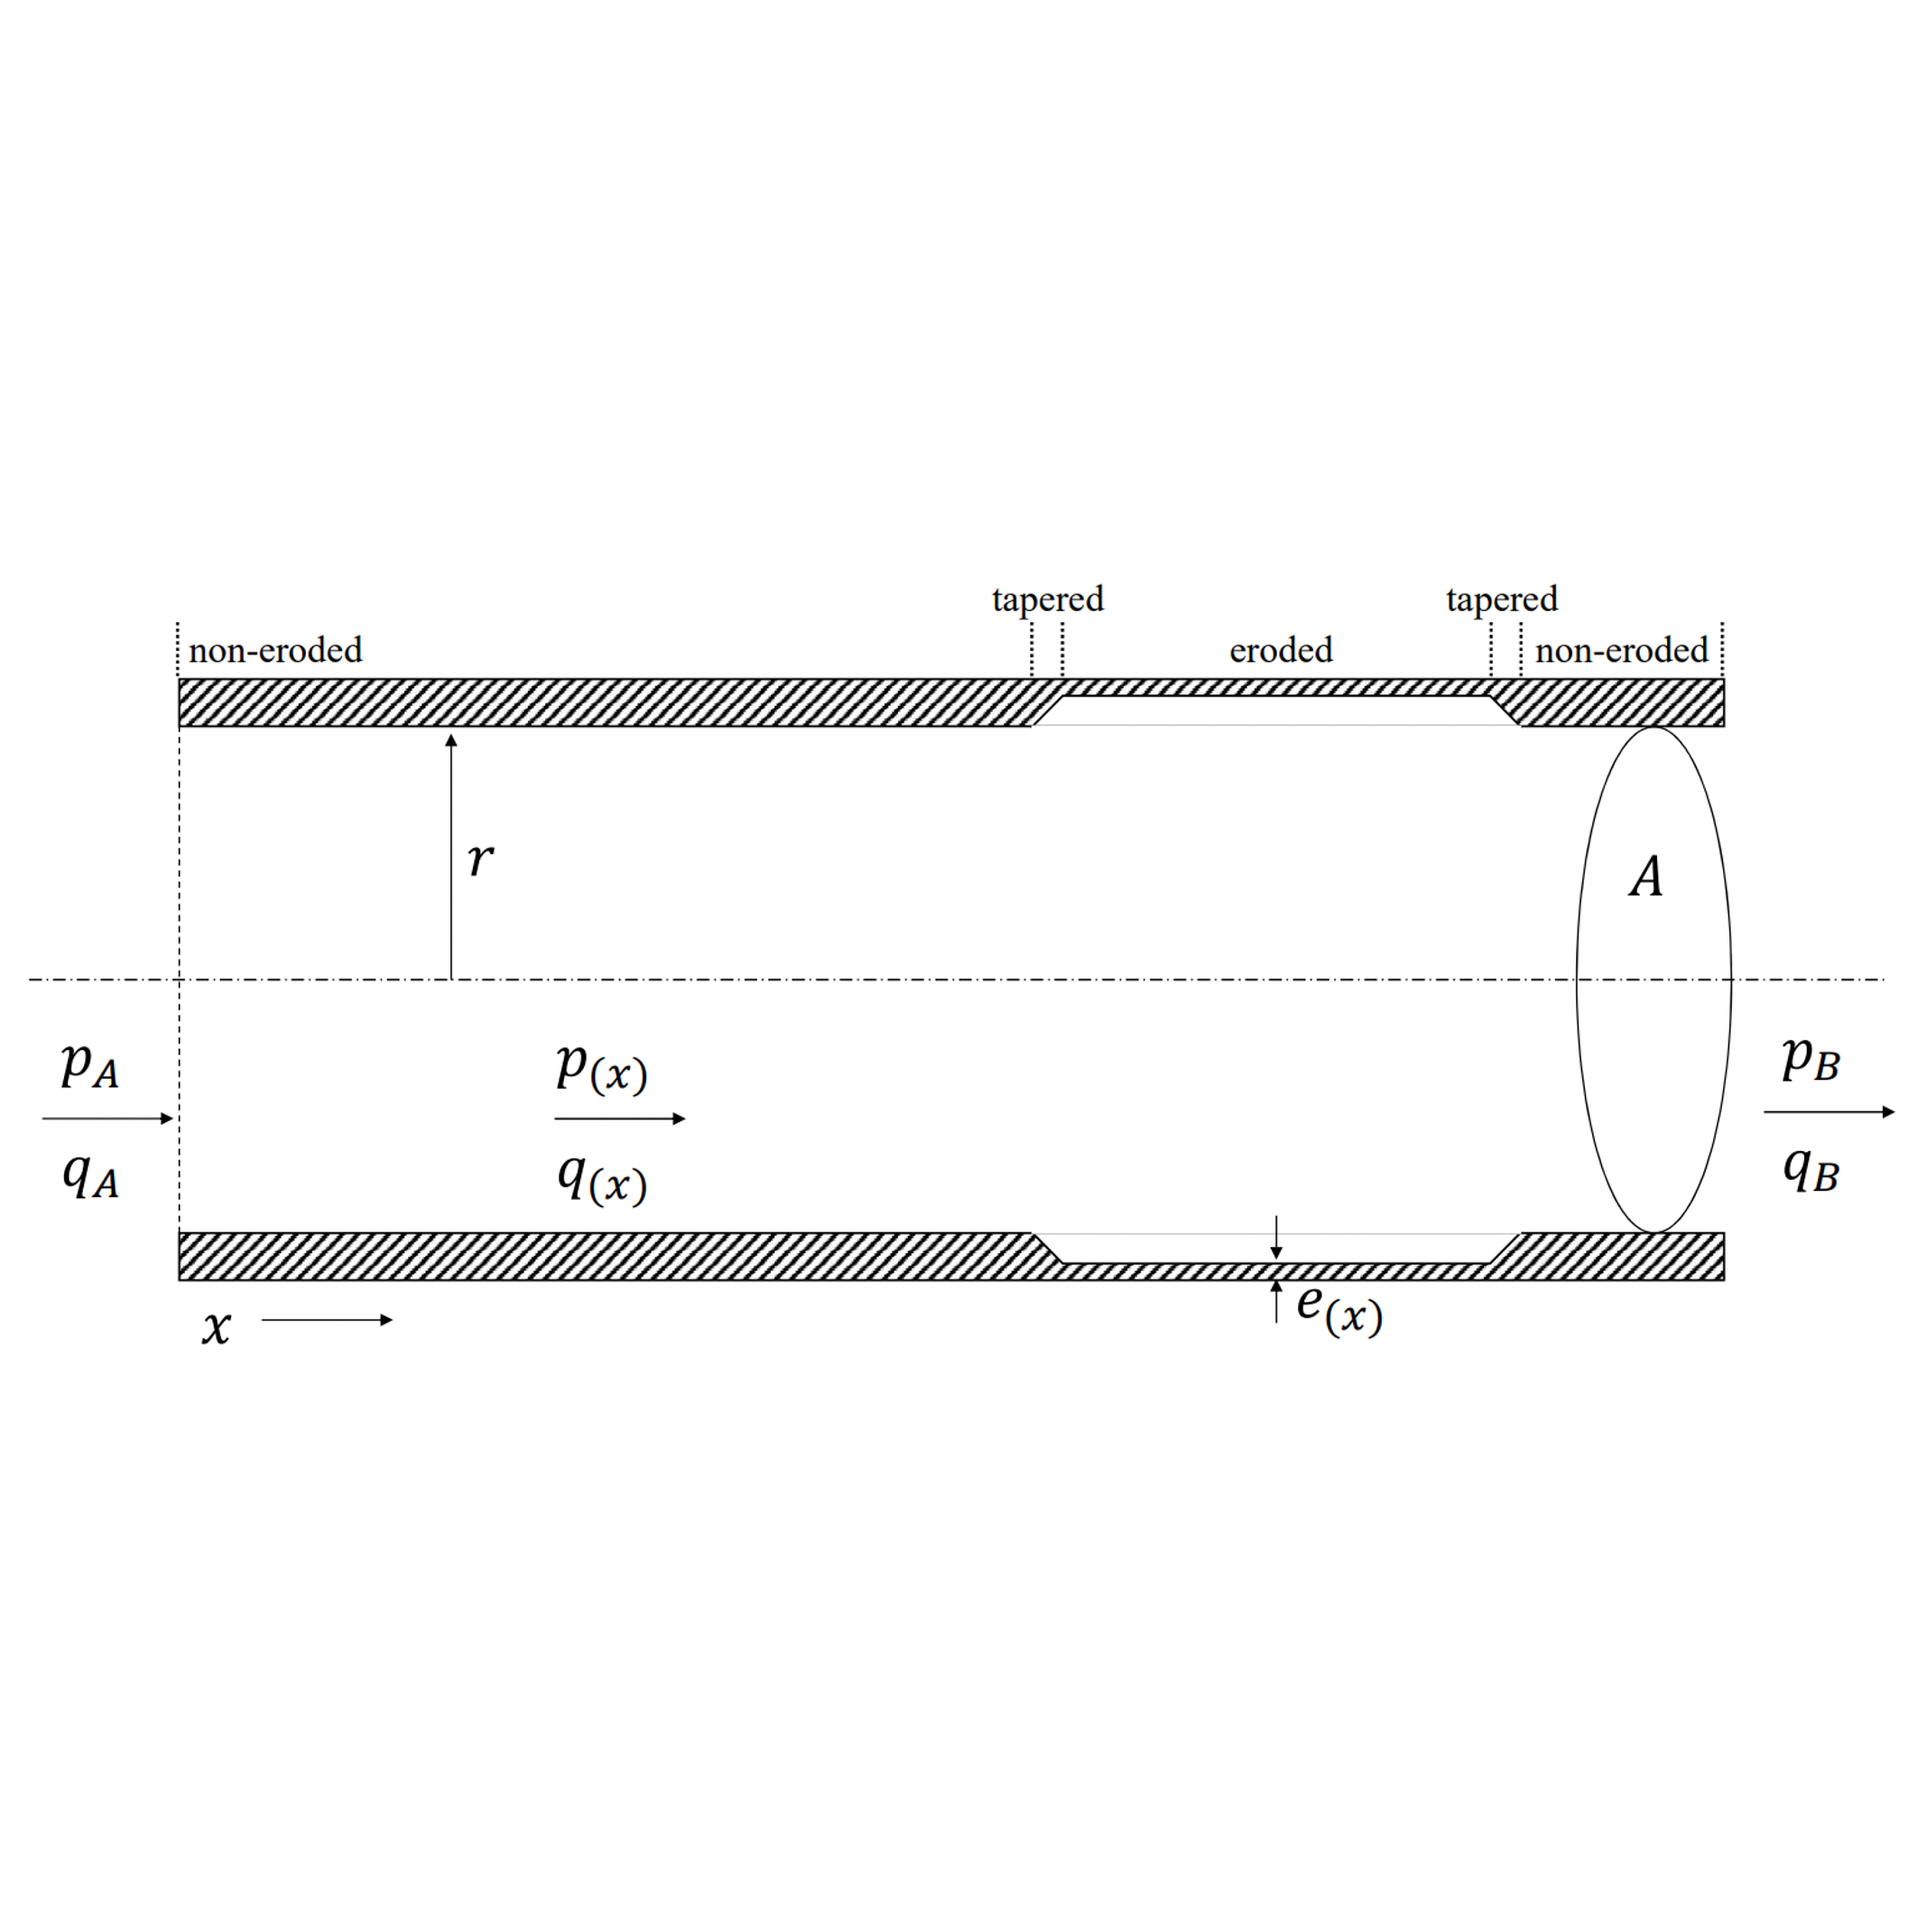 tapered tapered
non-eroded eroded non-eroded
r
A
p_A p_(x) p_B
q_A q_(x) q_B
x
e_(x)